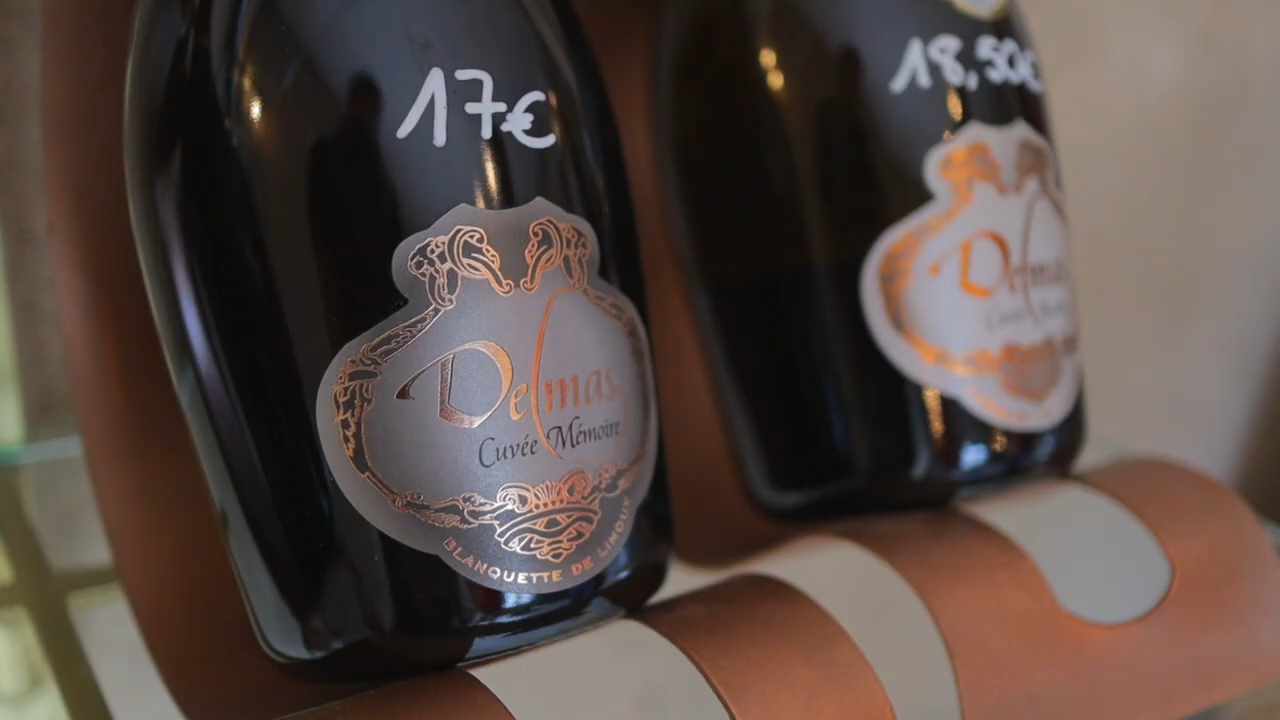 17€
Delmas
Cuvée Mémoire
BLANQUETTE DE LIMOUX
18,50€
Delmas